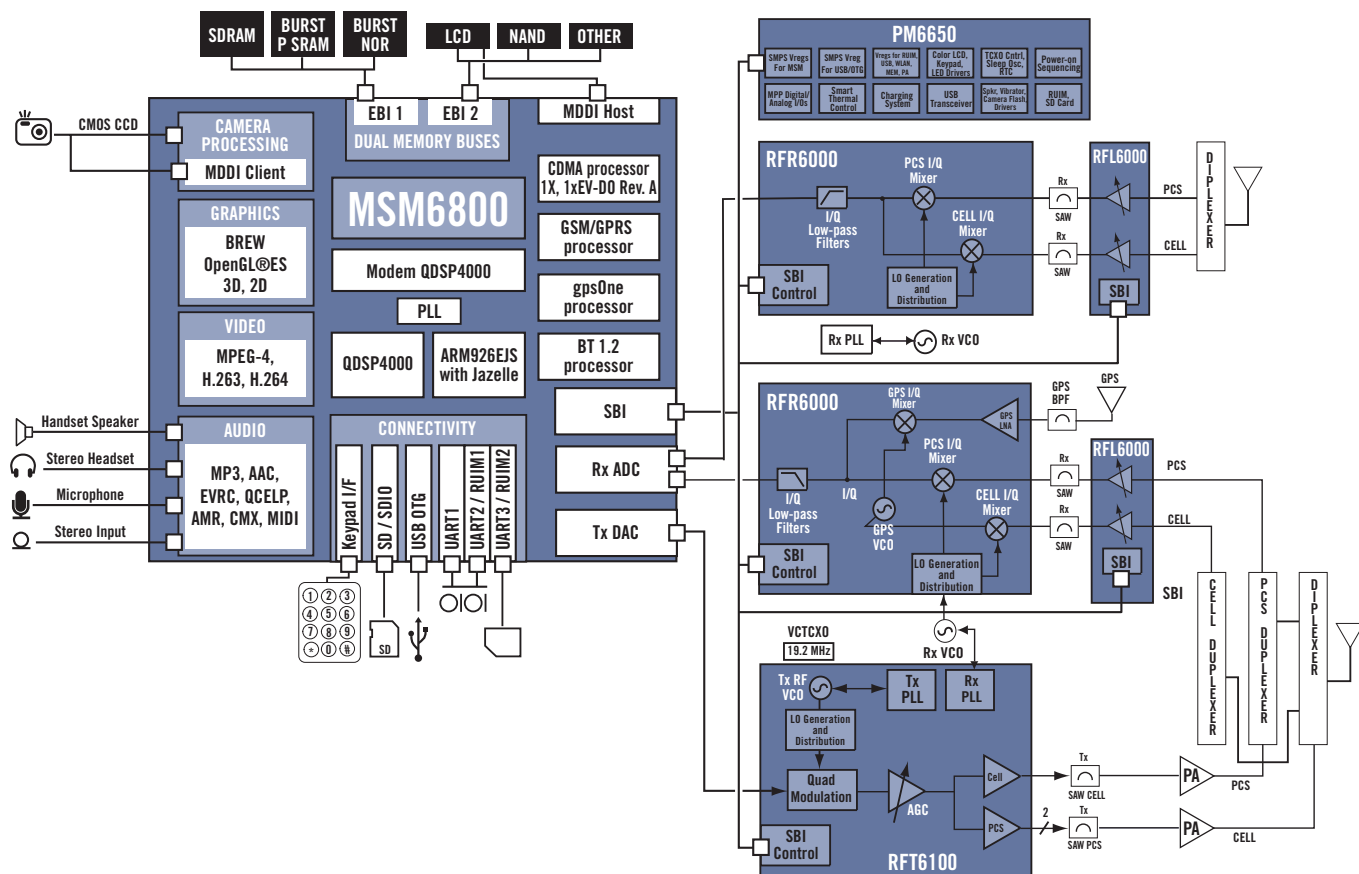 SDRAM
BURST
P SRAM
BURST
NOR
LCD
NAND
OTHER
EBI 1
EBI 2
DUAL MEMORY BUSES
MDDI Host
CMOS CCD
CAMERA
PROCESSING
MDDI Client
GRAPHICS
BREW
OpenGL®ES
3D, 2D
VIDEO
MPEG-4,
H.263, H.264
AUDIO
MP3, AAC,
EVRC, QCELP,
AMR, CMX, MIDI
Handset Speaker
Stereo Headset
Microphone
Stereo Input
MSM6800
Modem QDSP4000
PLL
QDSP4000
ARM926EJS
with Jazelle
CDMA processor
1X, 1xEV-DO Rev. A
GSM/GPRS
processor
gpsOne
processor
BT 1.2
processor
SBI
Rx ADC
Tx DAC
CONNECTIVITY
Keypad I/F
SD / SDIO
USB OTG
UART1
UART2 / RUIM1
UART3 / RUIM2
1 2 3
4 5 6
7 8 9
* 0 #
SD
PM6650
SMPS Vregs
For MSM
SMPS Vreg
For USB/OTG
Vregs for RUIM,
USB, WLAN,
MEM, PA
Color LCD,
Keypad,
LED Drivers
TCXO Cntrl,
Sleep Osc,
RTC
Power-on
Sequencing
MPP Digital/
Analog I/Os
Smart
Thermal
Control
Charging
System
USB
Transceiver
Spkr, Vibrator,
Camera Flash,
Drivers
RUIM,
SD Card
RFR6000
PCS I/Q
Mixer
I/Q
Low-pass
Filters
CELL I/Q
Mixer
LO Generation
and
Distribution
SBI
Control
Rx
SAW
Rx
SAW
RFL6000
SBI
PCS
CELL
DIPLEXER
Rx PLL
Rx VCO
RFR6000
GPS I/Q
Mixer
GPS
LNA
GPS
BPF
GPS
PCS I/Q
Mixer
I/Q
Low-pass
Filters
I/Q
GPS
VCO
CELL I/Q
Mixer
LO Generation
and
Distribution
SBI
Control
Rx
SAW
Rx
SAW
RFL6000
SBI
SBI
PCS
CELL
CELL DUPLEXER
PCS DUPLEXER
DIPLEXER
VCTCXO
19.2 MHz
Rx VCO
Tx RF
VCO
Tx
PLL
Rx
PLL
LO Generation
and
Distribution
Quad
Modulation
AGC
Cell
PCS
2
Tx
SAW CELL
Tx
SAW PCS
PA
PCS
PA
CELL
SBI
Control
RFT6100